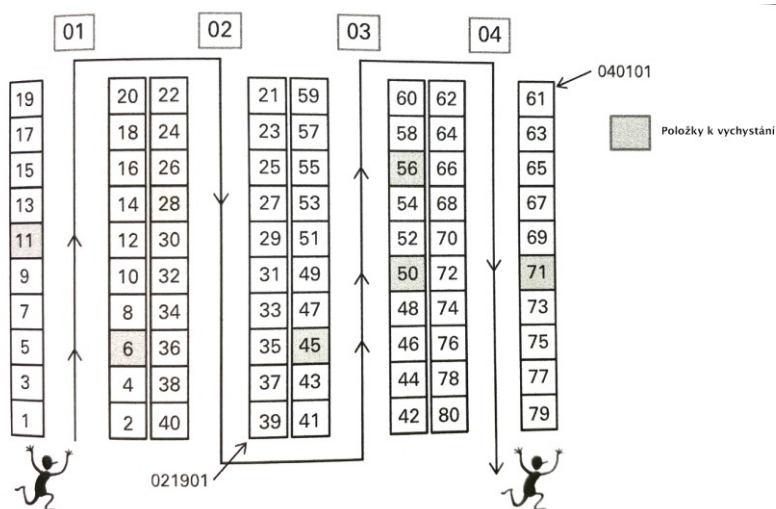 01 02 03 04
040101
19 20 22 21 59 60 62 61
Položky k vychystání
17 18 24 23 57 58 64 63
15 16 26 25 55 56 66 65
13 14 28 27 53 54 68 67
11 12 30 29 51 52 70 69
9 10 32 31 49 50 72 71
7 8 34 33 47 48 74 73
5 6 36 35 45 46 76 75
3 4 38 37 43 44 78 77
1 2 40 39 41 42 80 79
021901